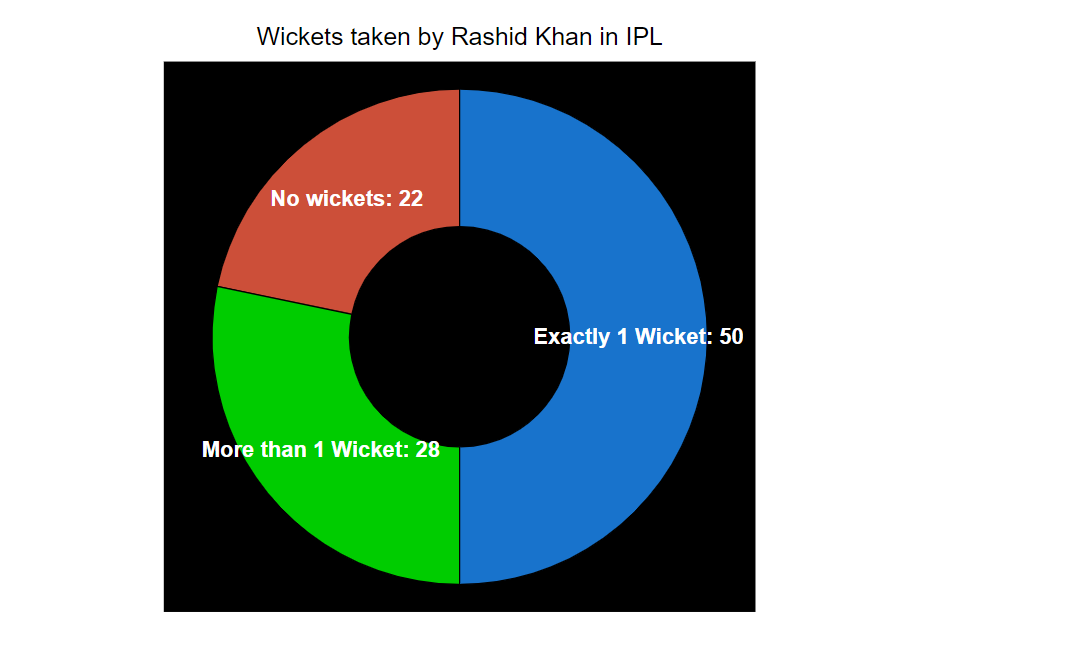 Wickets taken by Rashid Khan in IPL
No wickets: 22
Exactly 1 Wicket: 50
More than 1 Wicket: 28